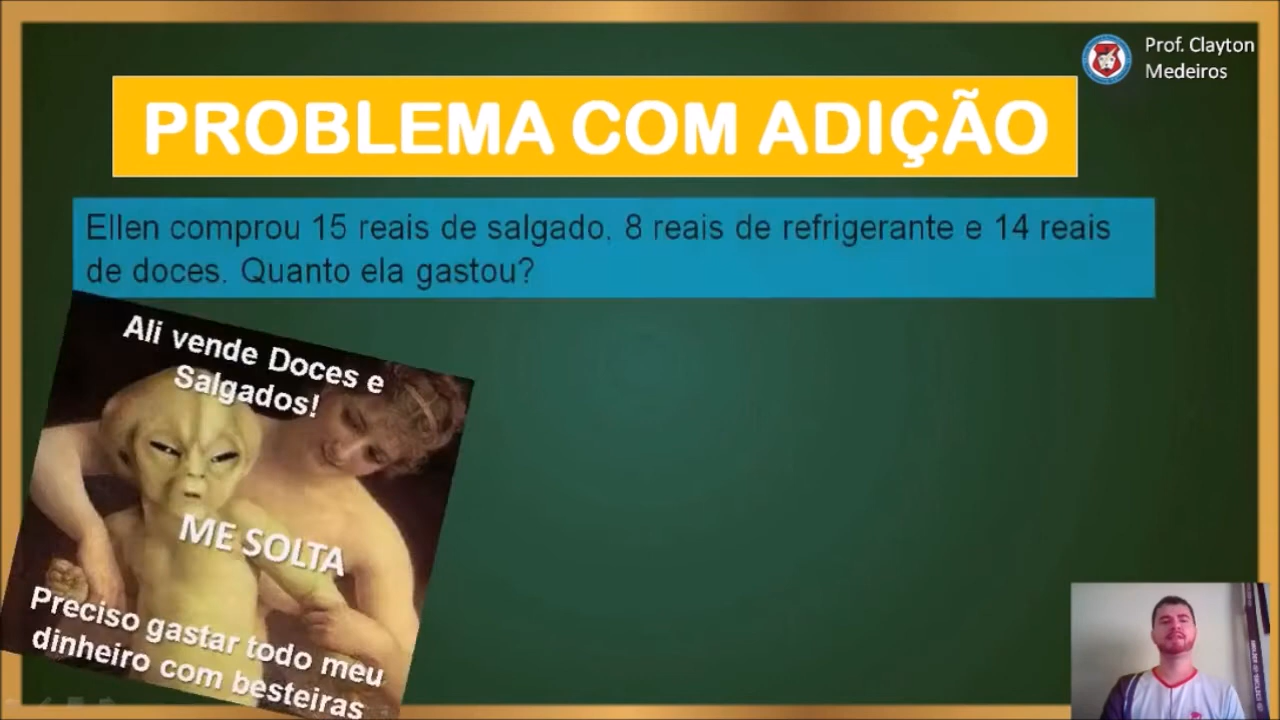 Prof. Clayton
Medeiros
PROBLEMA COM ADIÇÃO
Ellen comprou 15 reais de salgado, 8 reais de refrigerante e 14 reais
de doces. Quanto ela gastou?
Ali vende Doces e
Salgados!
ME SOLTA
Preciso gastar todo meu
dinheiro com besteiras